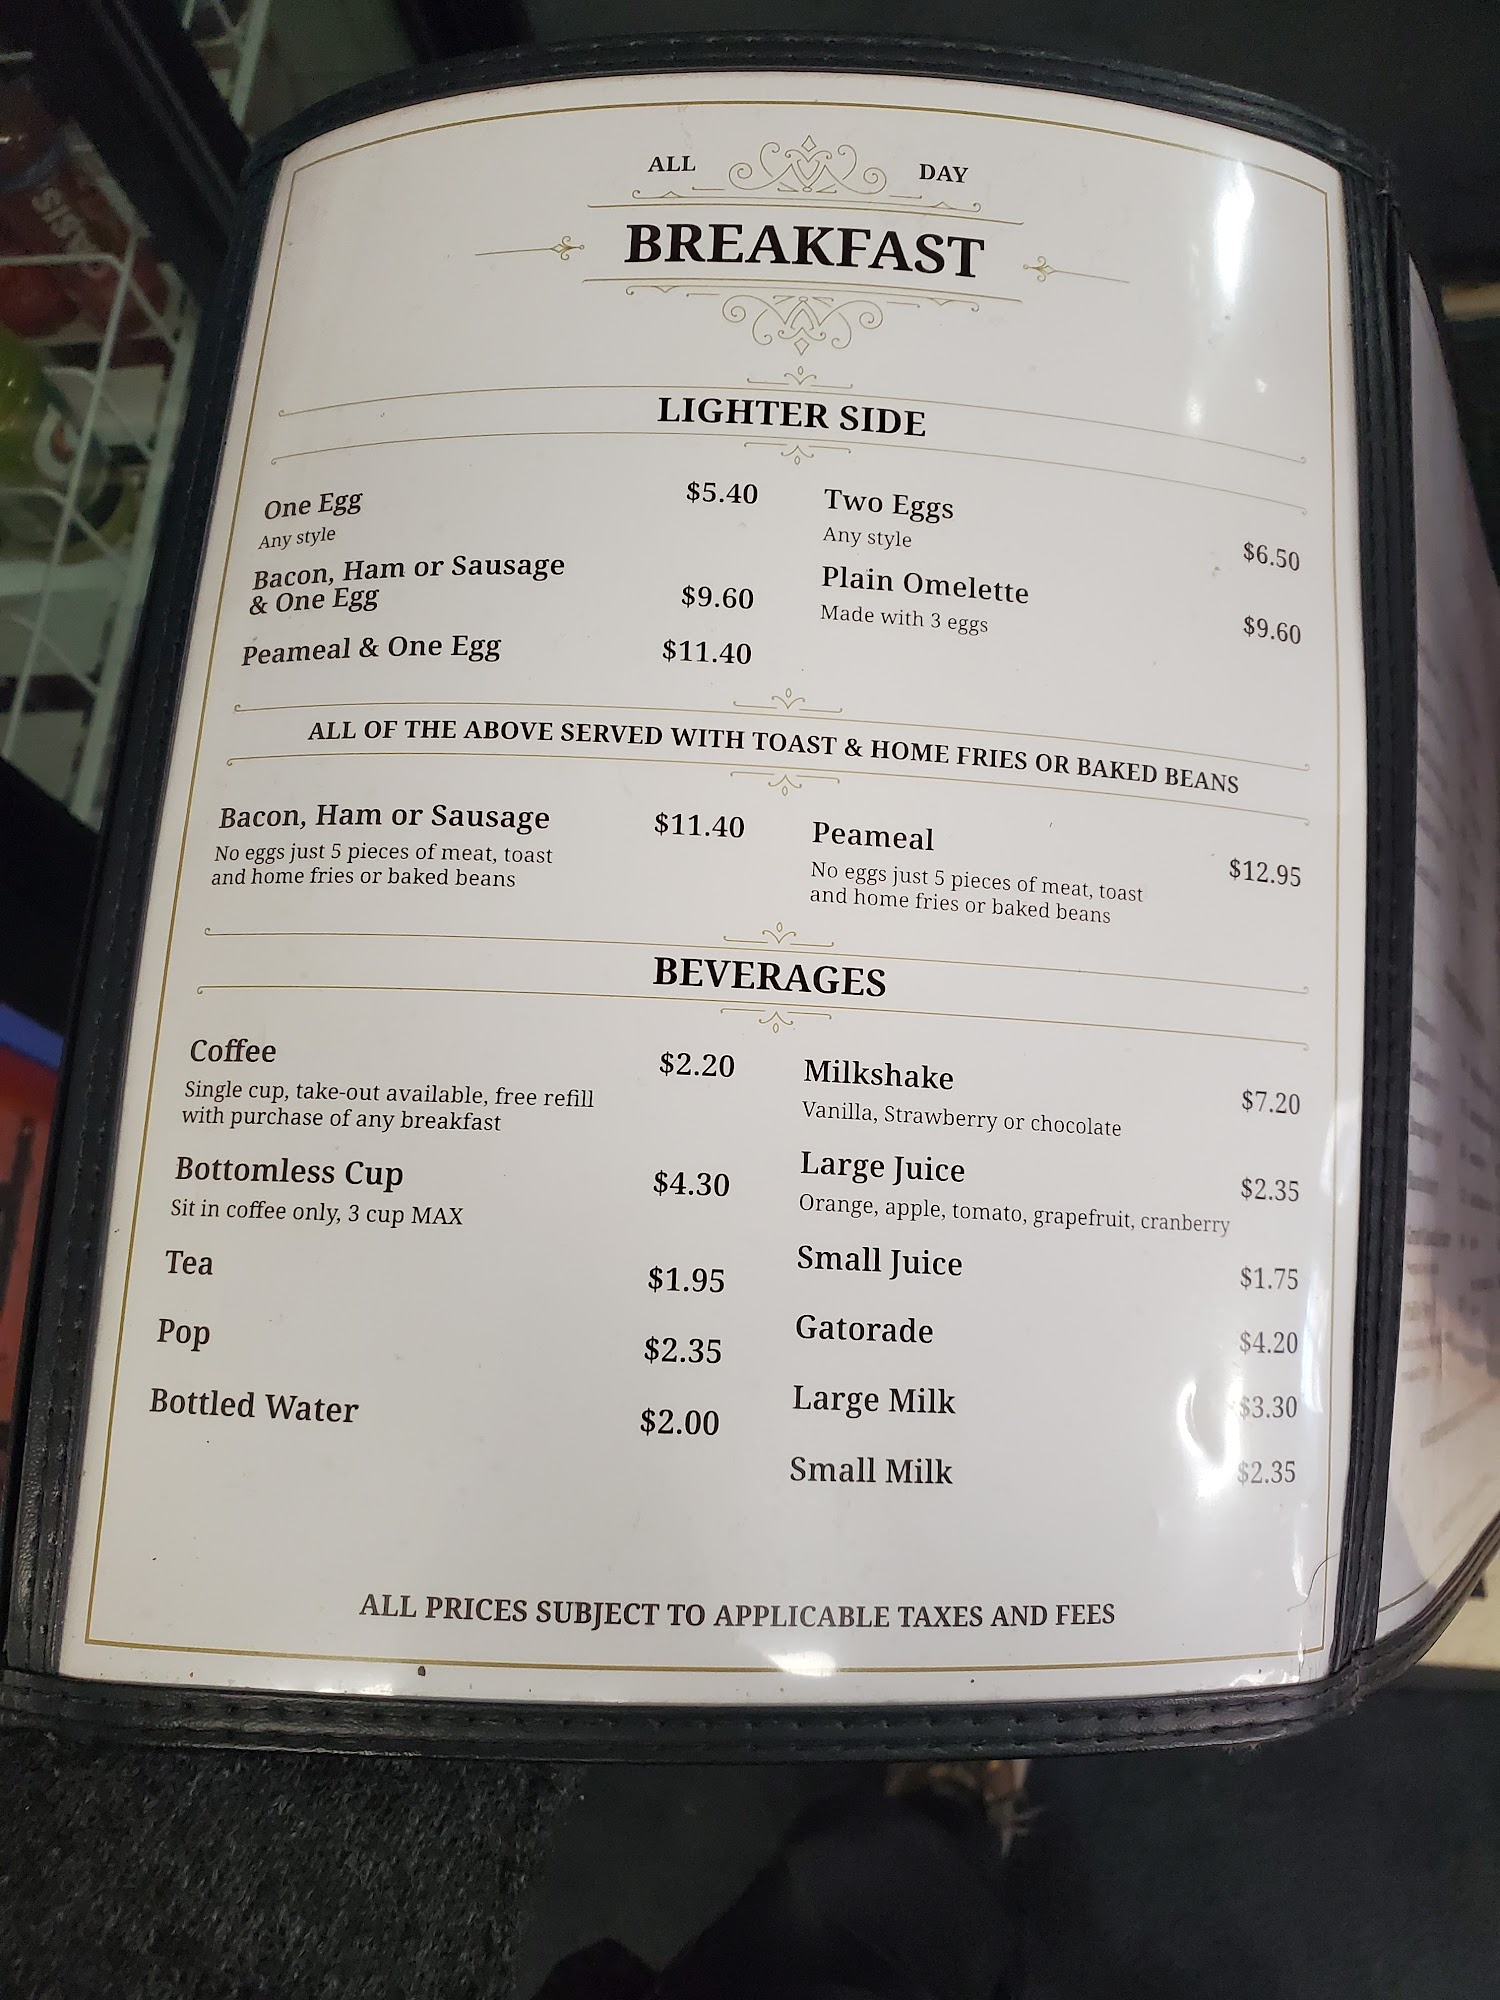 ALL DAY
BREAKFAST
LIGHTER SIDE
One Egg $5.40
Any style
Bacon, Ham or Sausage
& One Egg $9.60
Peameal & One Egg $11.40
Two Eggs
Any style $6.50
Plain Omelette
Made with 3 eggs $9.60
ALL OF THE ABOVE SERVED WITH TOAST & HOME FRIES OR BAKED BEANS
Bacon, Ham or Sausage $11.40
No eggs just 5 pieces of meat, toast
and home fries or baked beans
Peameal $12.95
No eggs just 5 pieces of meat, toast
and home fries or baked beans
BEVERAGES
Coffee $2.20
Single cup, take-out available, free refill
with purchase of any breakfast
Bottomless Cup $4.30
Sit in coffee only, 3 cup MAX
Tea $1.95
Pop $2.35
Bottled Water $2.00
Milkshake $7.20
Vanilla, Strawberry or chocolate
Large Juice $2.35
Orange, apple, tomato, grapefruit, cranberry
Small Juice $1.75
Gatorade $4.20
Large Milk $3.30
Small Milk $2.35
ALL PRICES SUBJECT TO APPLICABLE TAXES AND FEES